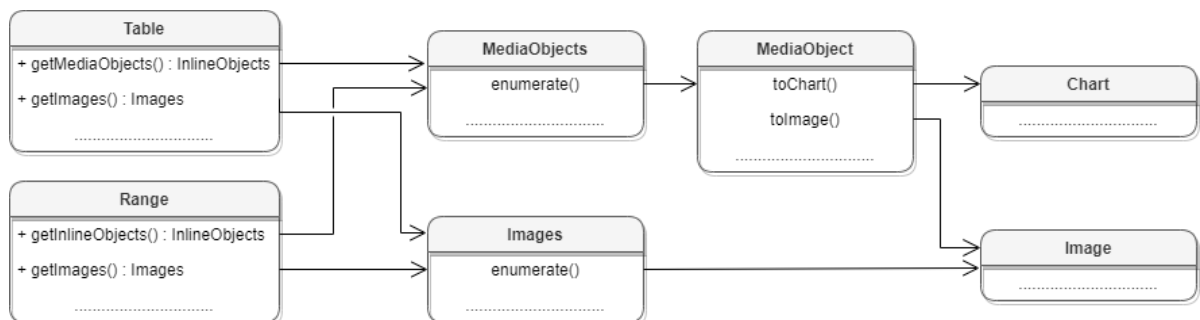 Table
+ getMediaObjects() : InlineObjects
+ getImages() : Images
..................................
Range
+ getInlineObjects() : InlineObjects
+ getImages() : Images
..................................
MediaObjects
enumerate()
..................................
Images
enumerate()
..................................
MediaObject
toChart()
toImage()
..................................
Chart
..................................
Image
..................................